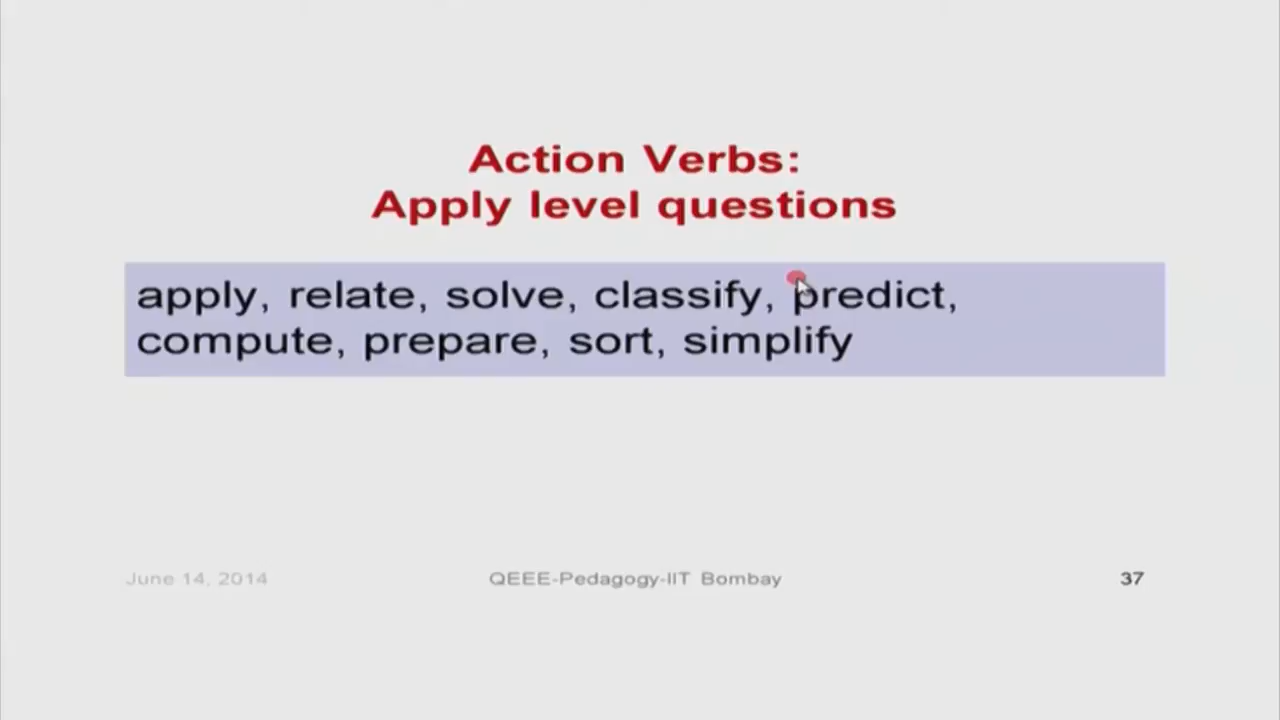 Action Verbs:
Apply level questions
apply, relate, solve, classify, predict,
compute, prepare, sort, simplify
June 14, 2014
QEEE-Pedagogy-IIT Bombay
37